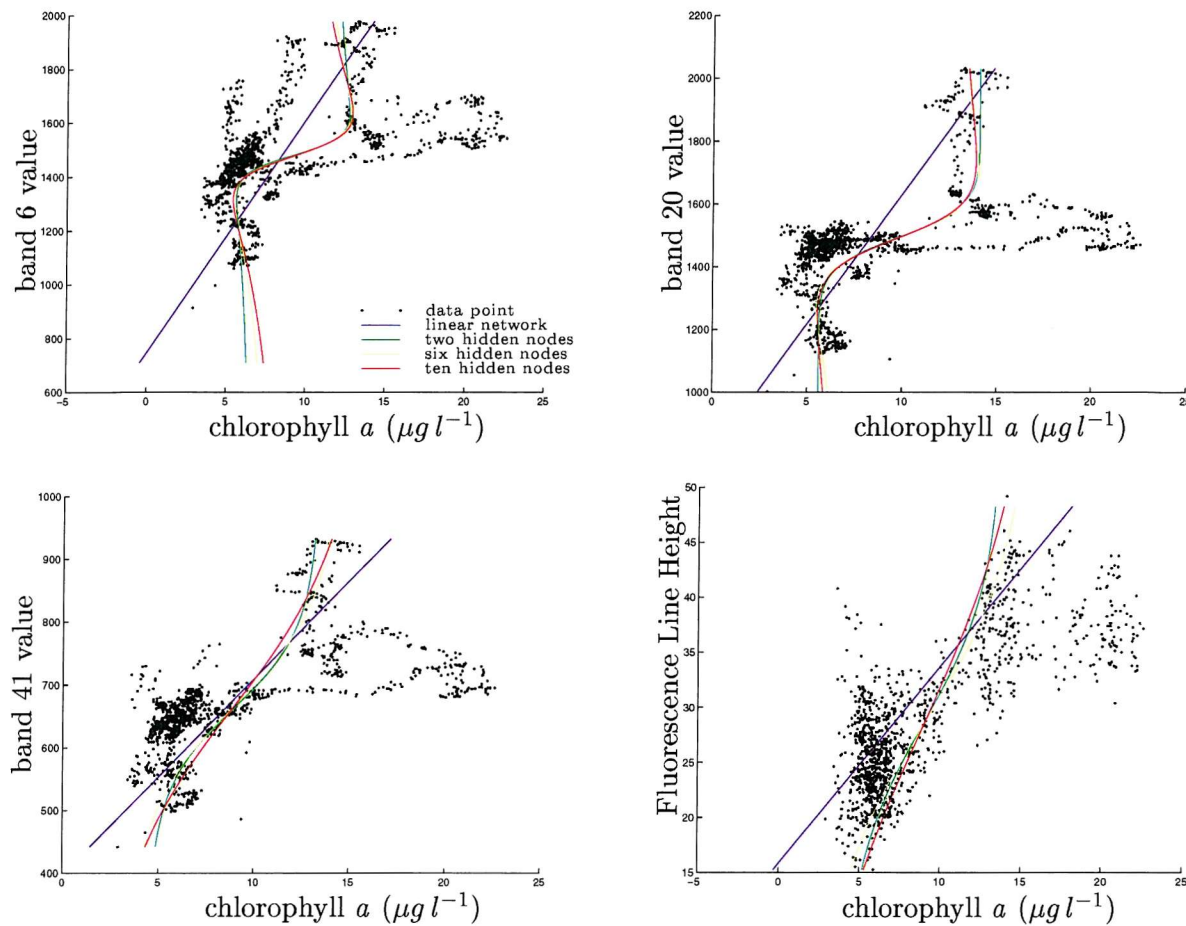 2000
1800
1600
1400
1200
1000
800
600
band 6 value
data point
linear network
two hidden nodes
six hidden nodes
ten hidden nodes
-5 0 5 10 15 20 25
chlorophyll a (μg l⁻¹)
2200
2000
1800
1600
1400
1200
1000
band 20 value
0 5 10 15 20 25
chlorophyll a (μg l⁻¹)
1000
900
800
700
600
500
400
band 41 value
0 5 10 15 20 25
chlorophyll a (μg l⁻¹)
50
45
40
35
30
25
20
15
Fluorescence Line Height
-5 0 5 10 15 20 25
chlorophyll a (μg l⁻¹)